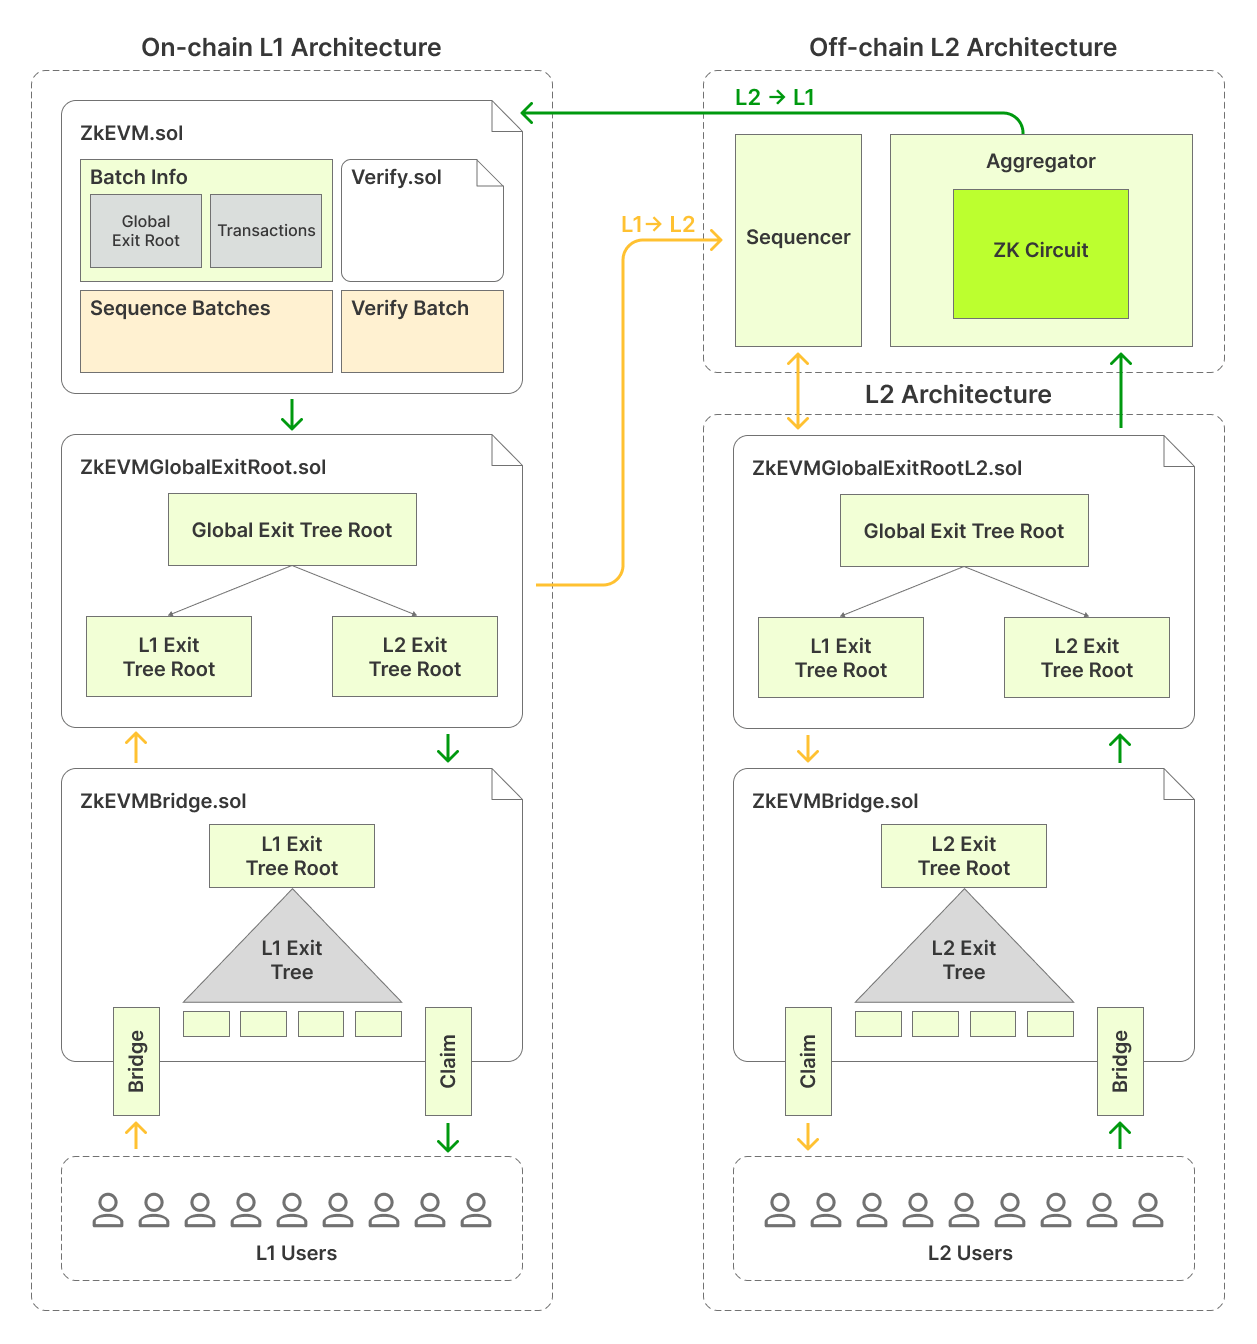 On-chain L1 Architecture
ZkEVM.sol
Batch Info
Global
Exit Root
Transactions
Verify.sol
Sequence Batches
Verify Batch
ZkEVMGlobalExitRoot.sol
Global Exit Tree Root
L1 Exit
Tree Root
L2 Exit
Tree Root
ZkEVMBridge.sol
L1 Exit
Tree Root
L1 Exit
Tree
Bridge
Claim
L1 Users
L1→ L2
Off-chain L2 Architecture
L2 → L1
Sequencer
Aggregator
ZK Circuit
L2 Architecture
ZkEVMGlobalExitRootL2.sol
Global Exit Tree Root
L1 Exit
Tree Root
L2 Exit
Tree Root
ZkEVMBridge.sol
L2 Exit
Tree Root
L2 Exit
Tree
Claim
Bridge
L2 Users